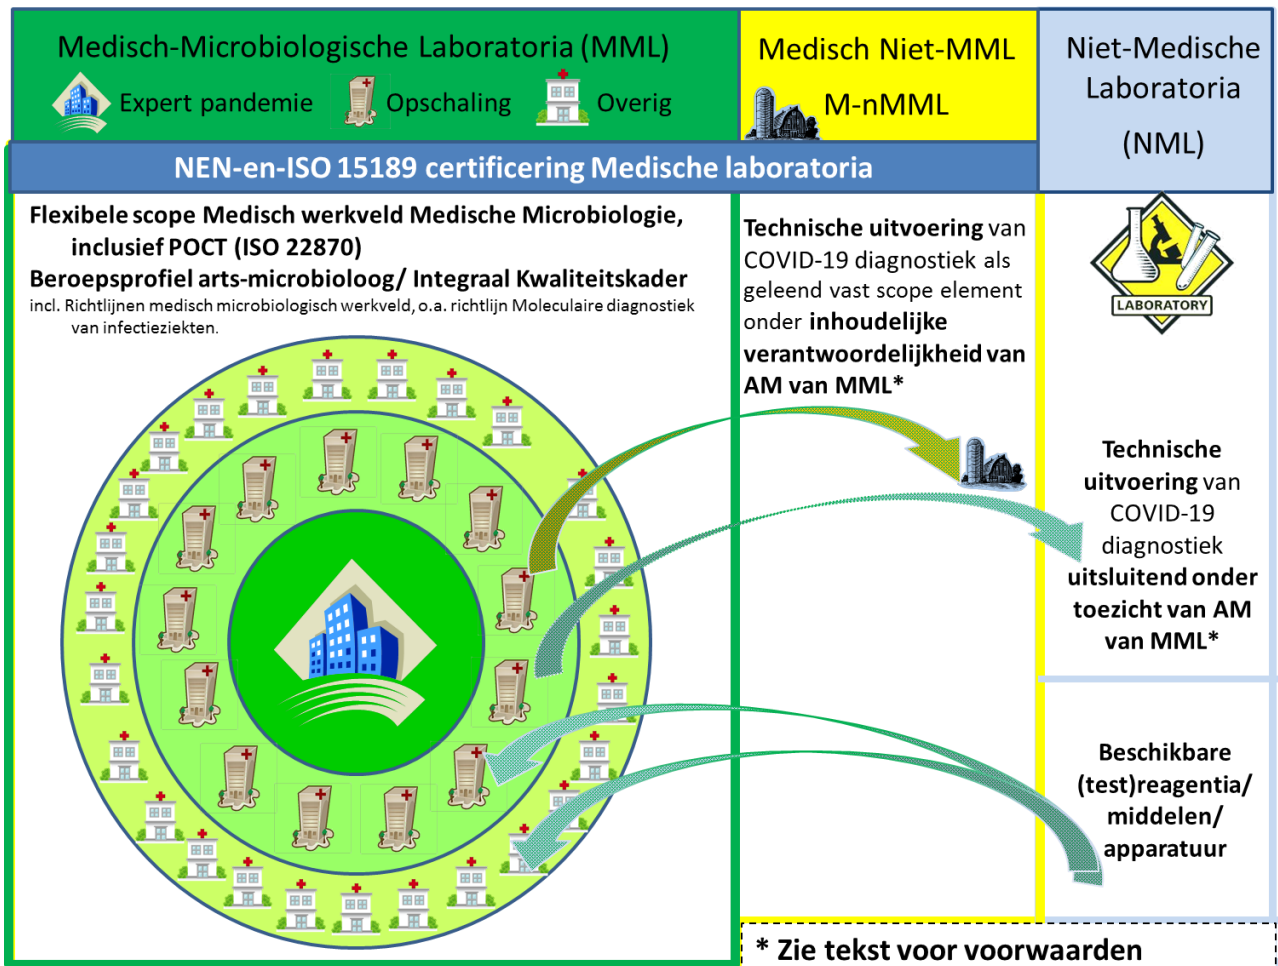 Medisch-Microbiologische Laboratoria (MML)
Expert pandemie
Opschaling
Overig
Medisch Niet-MML
M-nMML
Niet-Medische
Laboratoria
(NML)
NEN-en-ISO 15189 certificering Medische laboratoria
Flexibele scope Medisch werkveld Medische Microbiologie,
inclusief POCT (ISO 22870)
Beroepsprofiel arts-microbioloog/ Integraal Kwaliteitskader
incl. Richtlijnen medisch microbiologisch werkveld, o.a. richtlijn Moleculaire diagnostiek
van infectieziekten.
Technische uitvoering van
COVID-19 diagnostiek als
geleend vast scope element
onder inhoudelijke
verantwoordelijkheid van
AM van MML*
LABORATORY
Technische
uitvoering van
COVID-19
diagnostiek
uitsluitend onder
toezicht van AM
van MML*
Beschikbare
(test)reagentia/
middelen/
apparatuur
* Zie tekst voor voorwaarden